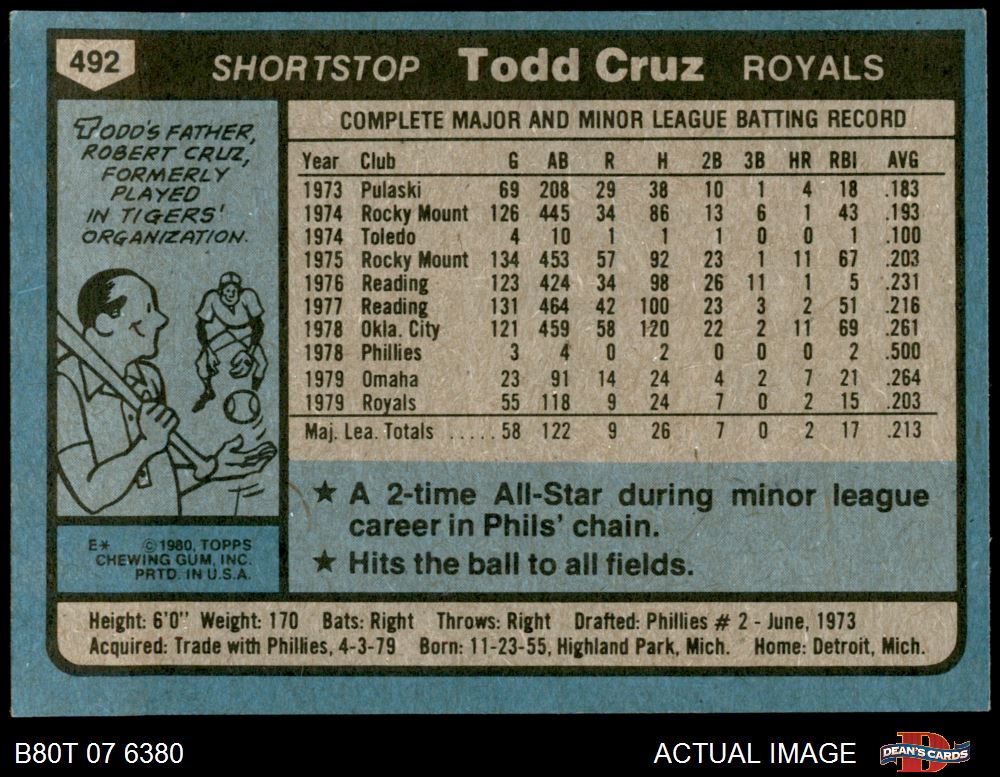 492 SHORTSTOP Todd Cruz ROYALS
TODD'S FATHER,
ROBERT CRUZ,
FORMERLY
PLAYED
IN TIGERS'
ORGANIZATION.
COMPLETE MAJOR AND MINOR LEAGUE BATTING RECORD
Year Club G AB R H 2B 3B HR RBI AVG
1973 Pulaski 69 208 29 38 10 1 4 18 .183
1974 Rocky Mount 126 445 34 86 13 6 1 43 .193
1974 Toledo 4 10 1 1 1 0 0 1 .100
1975 Rocky Mount 134 453 57 92 23 1 11 67 .203
1976 Reading 123 424 34 98 26 11 1 5 .231
1977 Reading 131 464 42 100 23 3 2 51 .216
1978 Okla. City 121 459 58 120 22 2 11 69 .261
1978 Phillies 3 4 0 2 0 0 0 2 .500
1979 Omaha 23 91 14 24 4 2 7 21 .264
1979 Royals 55 118 9 24 7 0 2 15 .203
Maj. Lea. Totals ..... 58 122 9 26 7 0 2 17 .213
★ A 2-time All-Star during minor league
career in Phils' chain.
★ Hits the ball to all fields.
E* ©1980, TOPPS
CHEWING GUM, INC.
PRTD. IN U.S.A.
Height: 6'0" Weight: 170 Bats: Right Throws: Right Drafted: Phillies # 2 - June, 1973
Acquired: Trade with Phillies, 4-3-79 Born: 11-23-55, Highland Park, Mich. Home: Detroit, Mich.
B80T 07 6380 ACTUAL IMAGE DEAN'S CARDS